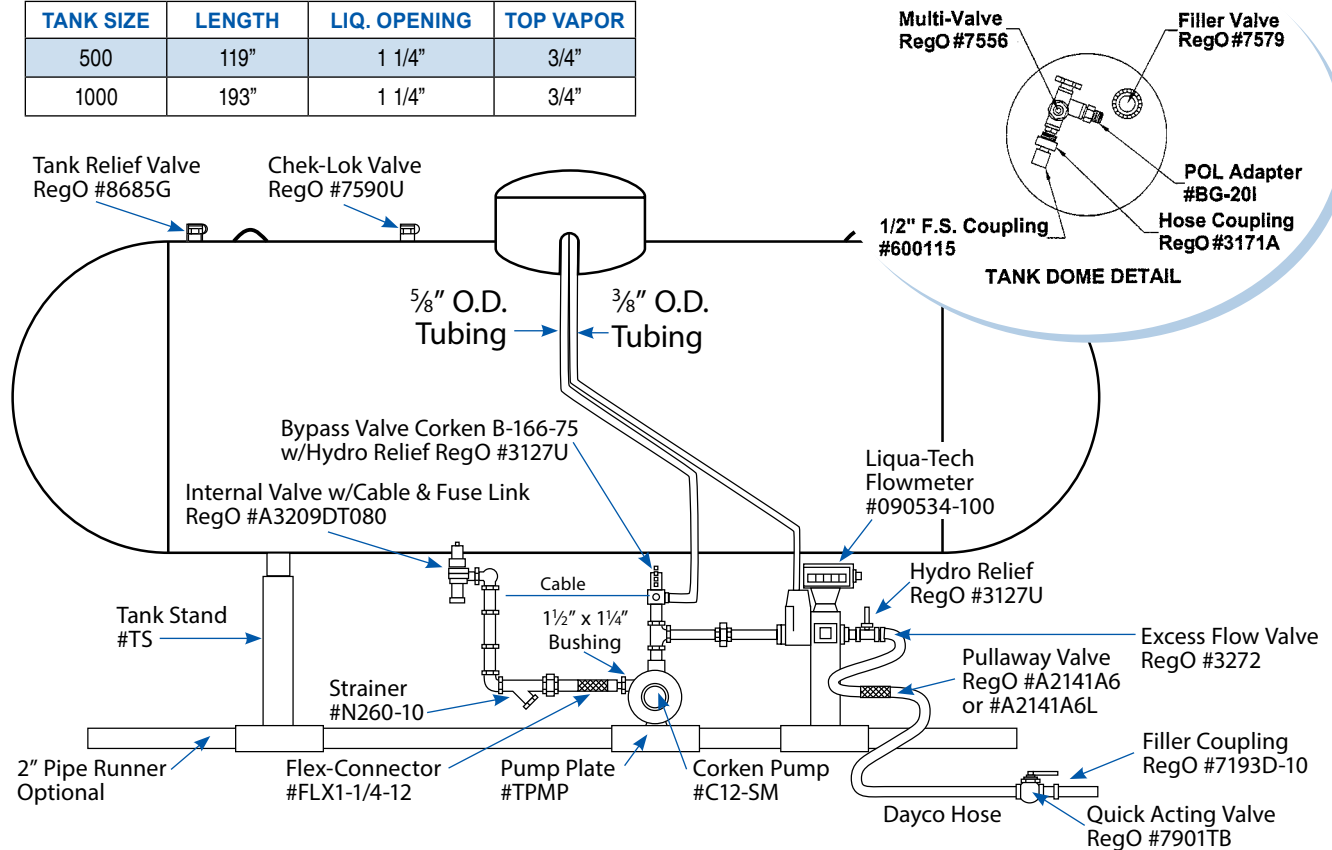 TANK SIZE LENGTH LIQ. OPENING TOP VAPOR
500 119” 1 1/4” 3/4”
1000 193” 1 1/4” 3/4”
Multi-Valve
RegO #7556
Filler Valve
RegO #7579
POL Adapter
#BG-20I
Hose Coupling
RegO #3171A
1/2" F.S. Coupling
#600115
TANK DOME DETAIL
Tank Relief Valve
RegO #8685G
Chek-Lok Valve
RegO #7590U
⅝” O.D.
Tubing
⅜” O.D.
Tubing
Bypass Valve Corken B-166-75
w/Hydro Relief RegO #3127U
Internal Valve w/Cable & Fuse Link
RegO #A3209DT080
Liqua-Tech
Flowmeter
#090534-100
Cable
1½” x 1¼”
Bushing
Hydro Relief
RegO #3127U
Tank Stand
#TS
Excess Flow Valve
RegO #3272
Pullaway Valve
RegO #A2141A6
or #A2141A6L
Strainer
#N260-10
2” Pipe Runner
Optional
Flex-Connector
#FLX1-1/4-12
Pump Plate
#TPMP
Corken Pump
#C12-SM
Filler Coupling
RegO #7193D-10
Dayco Hose
Quick Acting Valve
RegO #7901TB